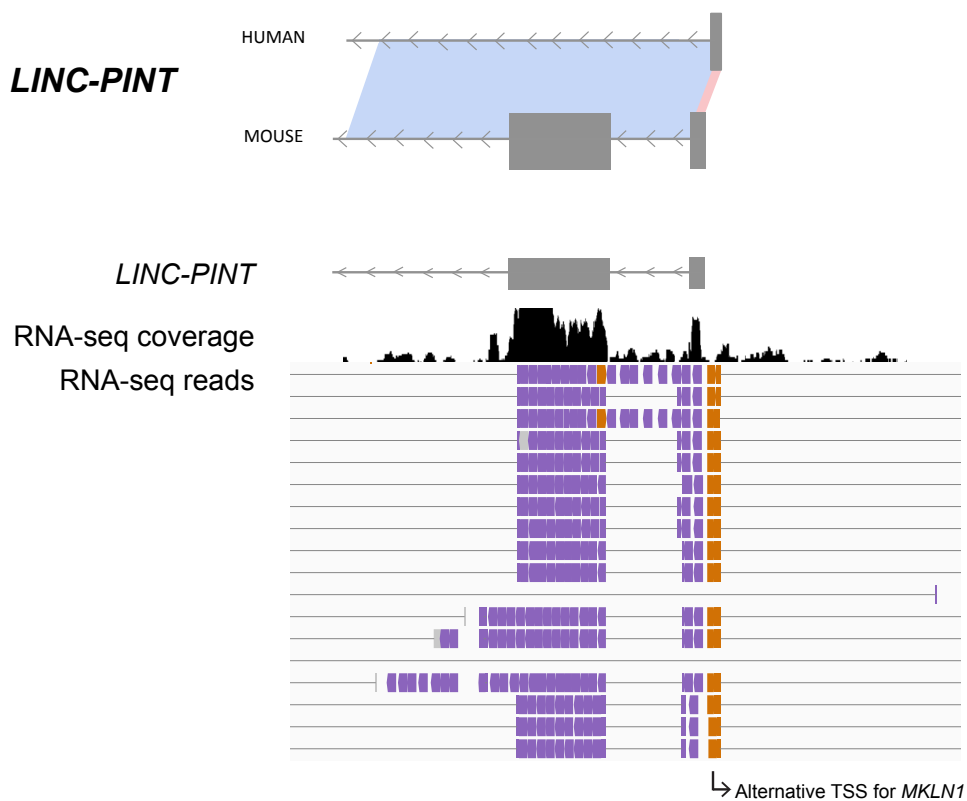 HUMAN
LINC-PINT
MOUSE
LINC-PINT
RNA-seq coverage
RNA-seq reads
Alternative TSS for MKLN1